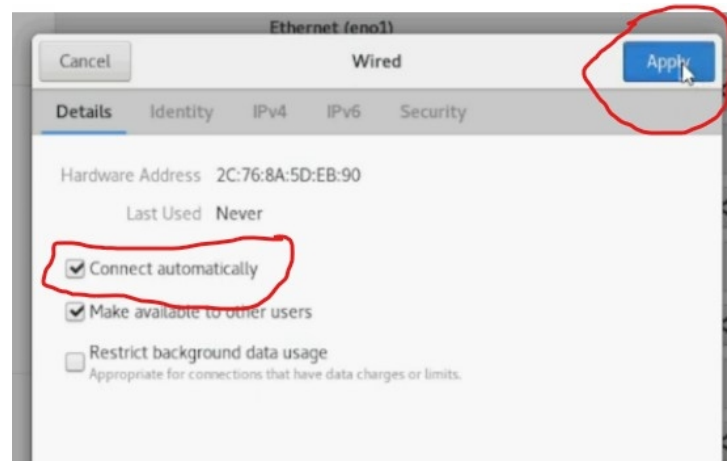 Ethernet (eno1)
Cancel Wired Apply
Details Identity IPv4 IPv6 Security
Hardware Address 2C:76:8A:5D:EB:90
Last Used Never
Connect automatically
Make available to other users
Restrict background data usage
Appropriate for connections that have data charges or limits.